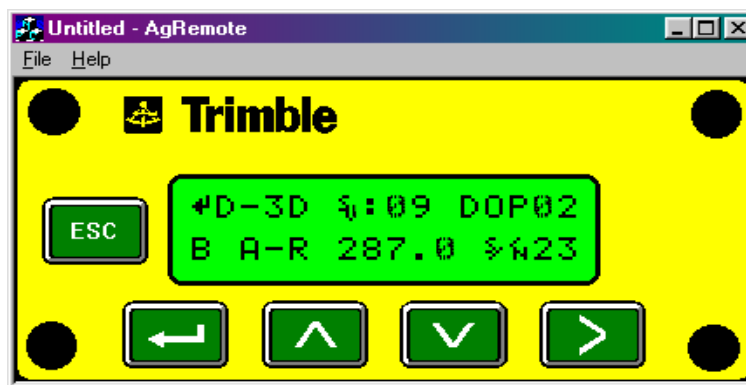 Untitled - AgRemote
File Help
Trimble
ESC
D-3D :09 DOP02
B A-R 287.0 23